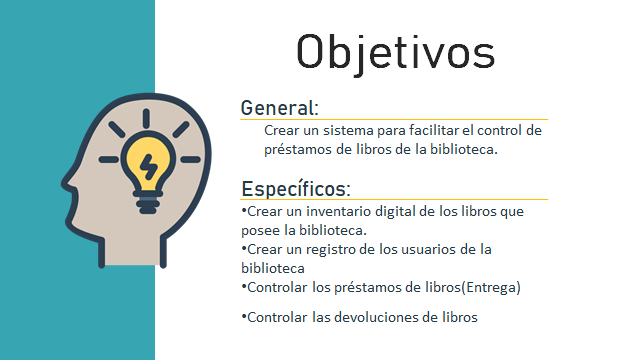 Objetivos
General:
Crear un sistema para facilitar el control de
préstamos de libros de la biblioteca.
Específicos:
•Crear un inventario digital de los libros que
posee la biblioteca.
•Crear un registro de los usuarios de la
biblioteca
•Controlar los préstamos de libros(Entrega)
•Controlar las devoluciones de libros